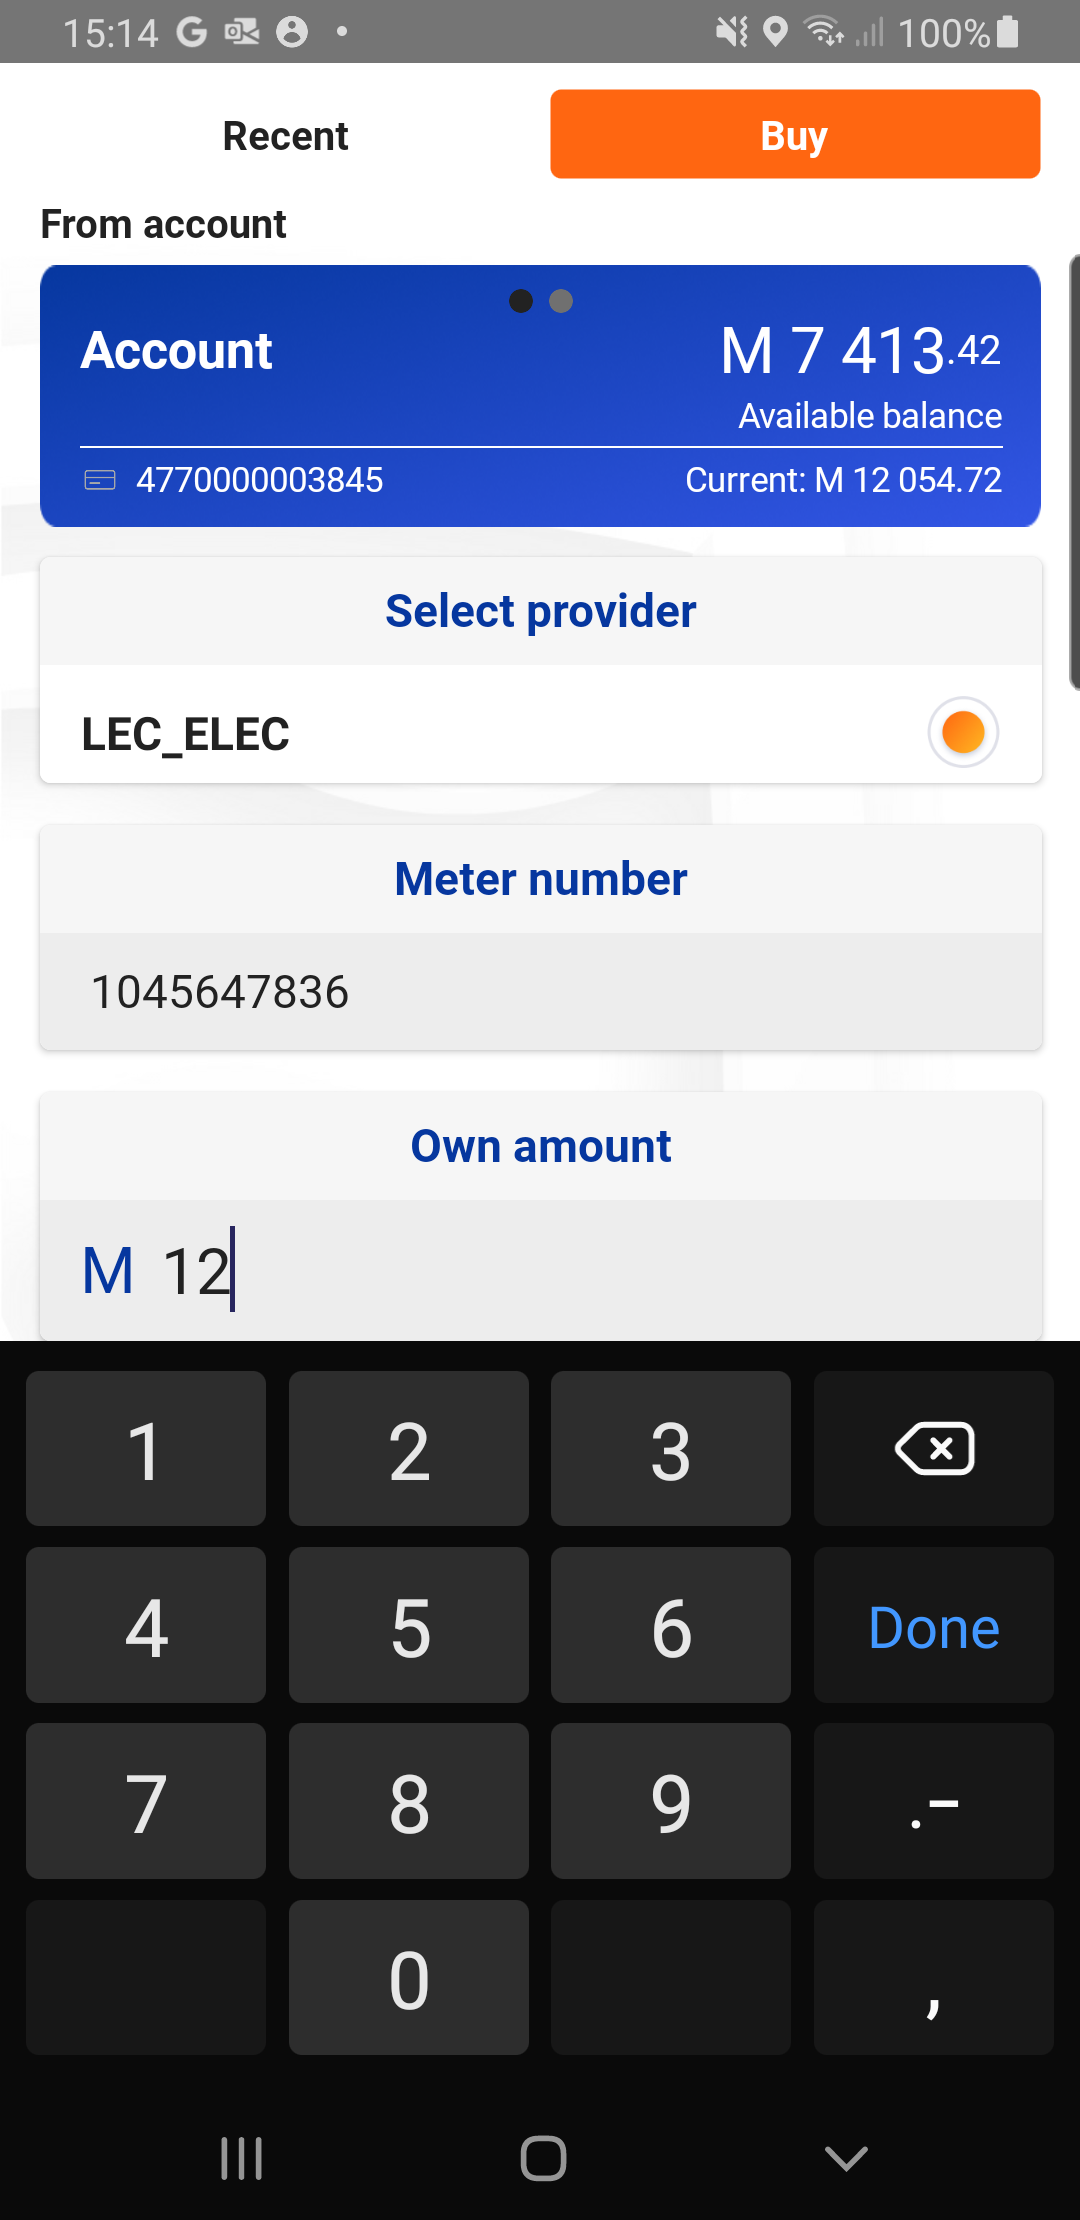 15:14 100%
Recent Buy
From account
Account M 7 413.42
Available balance
4770000003845 Current: M 12 054.72
Select provider
LEC_ELEC
Meter number
1045647836
Own amount
M 12
1 2 3
4 5 6 Done
7 8 9 .-
0 ,